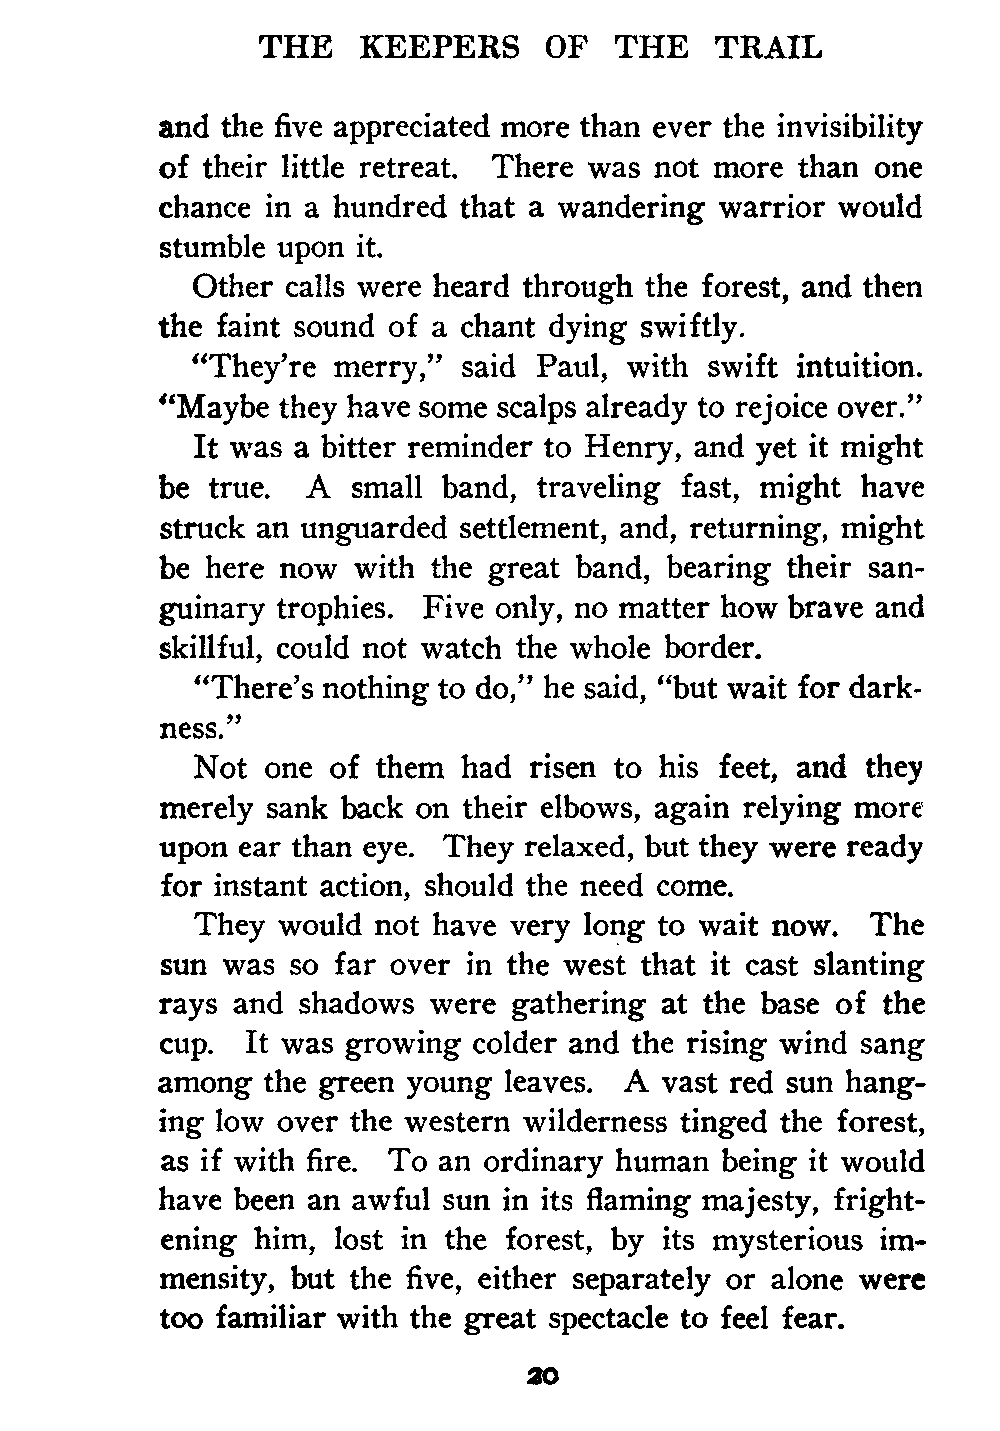 THE KEEPERS OF THE TRAIL
and the five appreciated more than ever the invisibility
of their little retreat. There was not more than one
chance in a hundred that a wandering warrior would
stumble upon it.
Other calls were heard through the forest, and then
the faint sound of a chant dying swiftly.
“They’re merry,” said Paul, with swift intuition.
“Maybe they have some scalps already to rejoice over.”
It was a bitter reminder to Henry, and yet it might
be true. A small band, traveling fast, might have
struck an unguarded settlement, and, returning, might
be here now with the great band, bearing their san-
guinary trophies. Five only, no matter how brave and
skillful, could not watch the whole border.
“There’s nothing to do,” he said, “but wait for dark-
ness.”
Not one of them had risen to his feet, and they
merely sank back on their elbows, again relying more
upon ear than eye. They relaxed, but they were ready
for instant action, should the need come.
They would not have very long to wait now. The
sun was so far over in the west that it cast slanting
rays and shadows were gathering at the base of the
cup. It was growing colder and the rising wind sang
among the green young leaves. A vast red sun hang-
ing low over the western wilderness tinged the forest,
as if with fire. To an ordinary human being it would
have been an awful sun in its flaming majesty, fright-
ening him, lost in the forest, by its mysterious im-
mensity, but the five, either separately or alone were
too familiar with the great spectacle to feel fear.
20